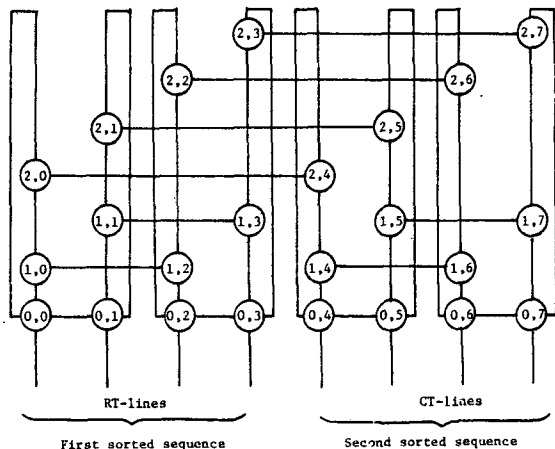 2,3 2,7
2,2 2,6
2,1 2,5
2,0 2,4
1,1 1,3 1,5 1,7
1,0 1,2 1,4 1,6
0,0 0,1 0,2 0,3 0,4 0,5 0,6 0,7
RT-lines CT-lines
First sorted sequence Second sorted sequence